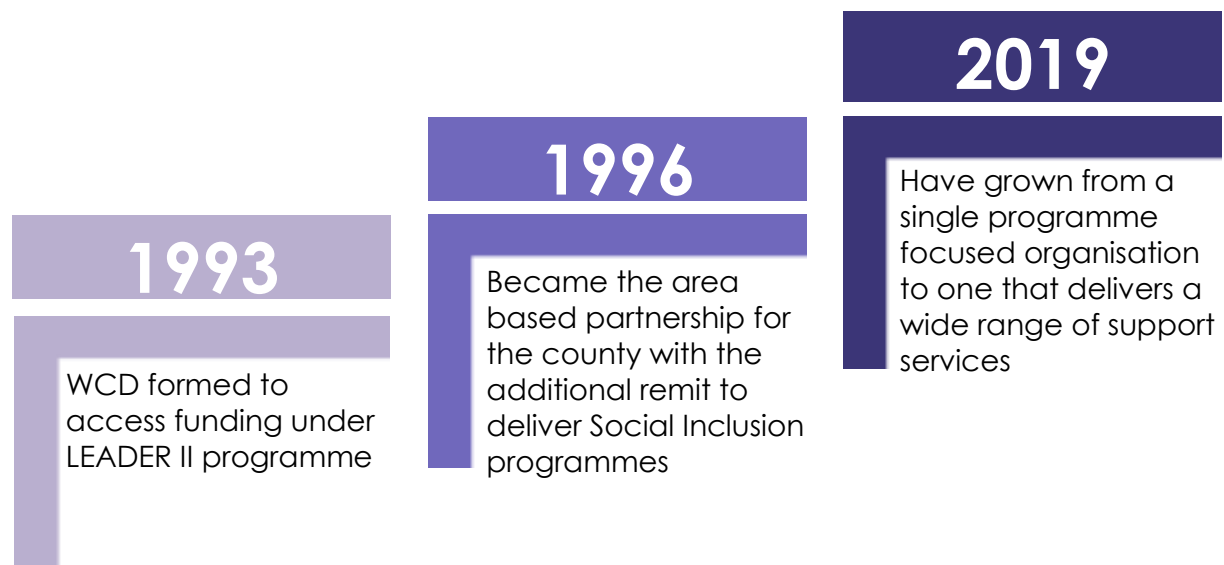 1993
WCD formed to
access funding under
LEADER II programme
1996
Became the area
based partnership for
the county with the
additional remit to
deliver Social Inclusion
programmes
2019
Have grown from a
single programme
focused organisation
to one that delivers a
wide range of support
services